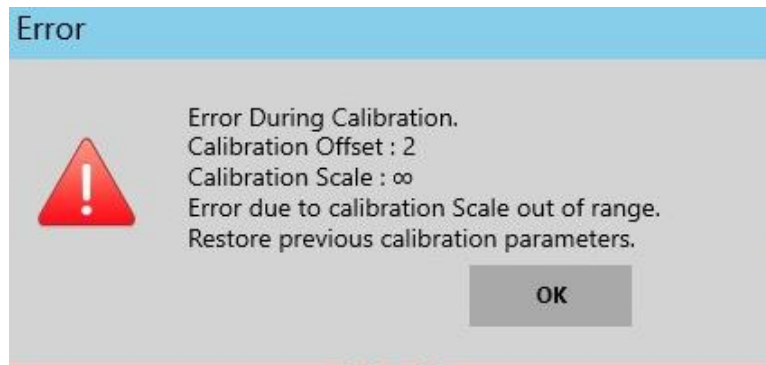 Error
Error During Calibration.
Calibration Offset : 2
Calibration Scale : ∞
Error due to calibration Scale out of range.
Restore previous calibration parameters.
OK